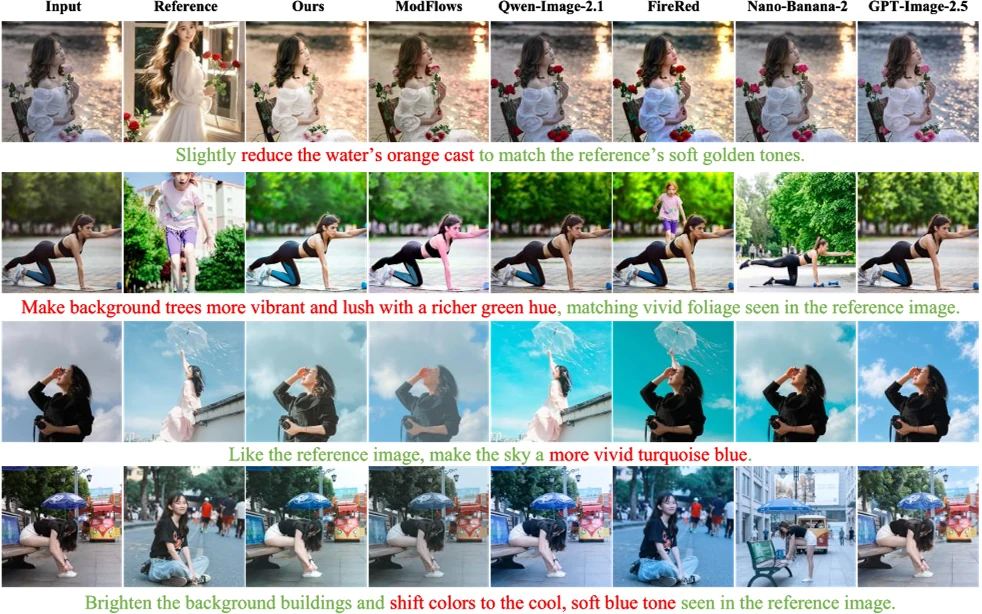 Input Reference Ours ModFlows Qwen-Image-2.1 FireRed Nano-Banana-2 GPT-Image-2.5
Slightly reduce the water's orange cast to match the reference's soft golden tones.
Make background trees more vibrant and lush with a richer green hue, matching vivid foliage seen in the reference image.
Like the reference image, make the sky a more vivid turquoise blue.
Brighten the background buildings and shift colors to the cool, soft blue tone seen in the reference image.